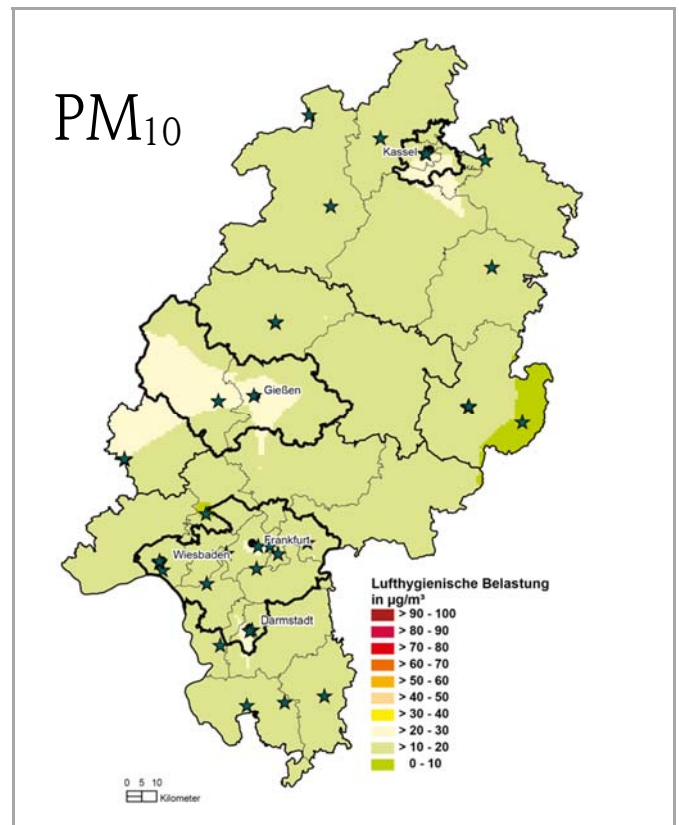 PM10
Kassel
Gießen
Frankfurt
Wiesbaden
Darmstadt
Lufthygienische Belastung
in µg/m³
> 90 - 100
> 80 - 90
> 70 - 80
> 60 - 70
> 50 - 60
> 40 - 50
> 30 - 40
> 20 - 30
> 10 - 20
0 - 10
0 5 10
Kilometer